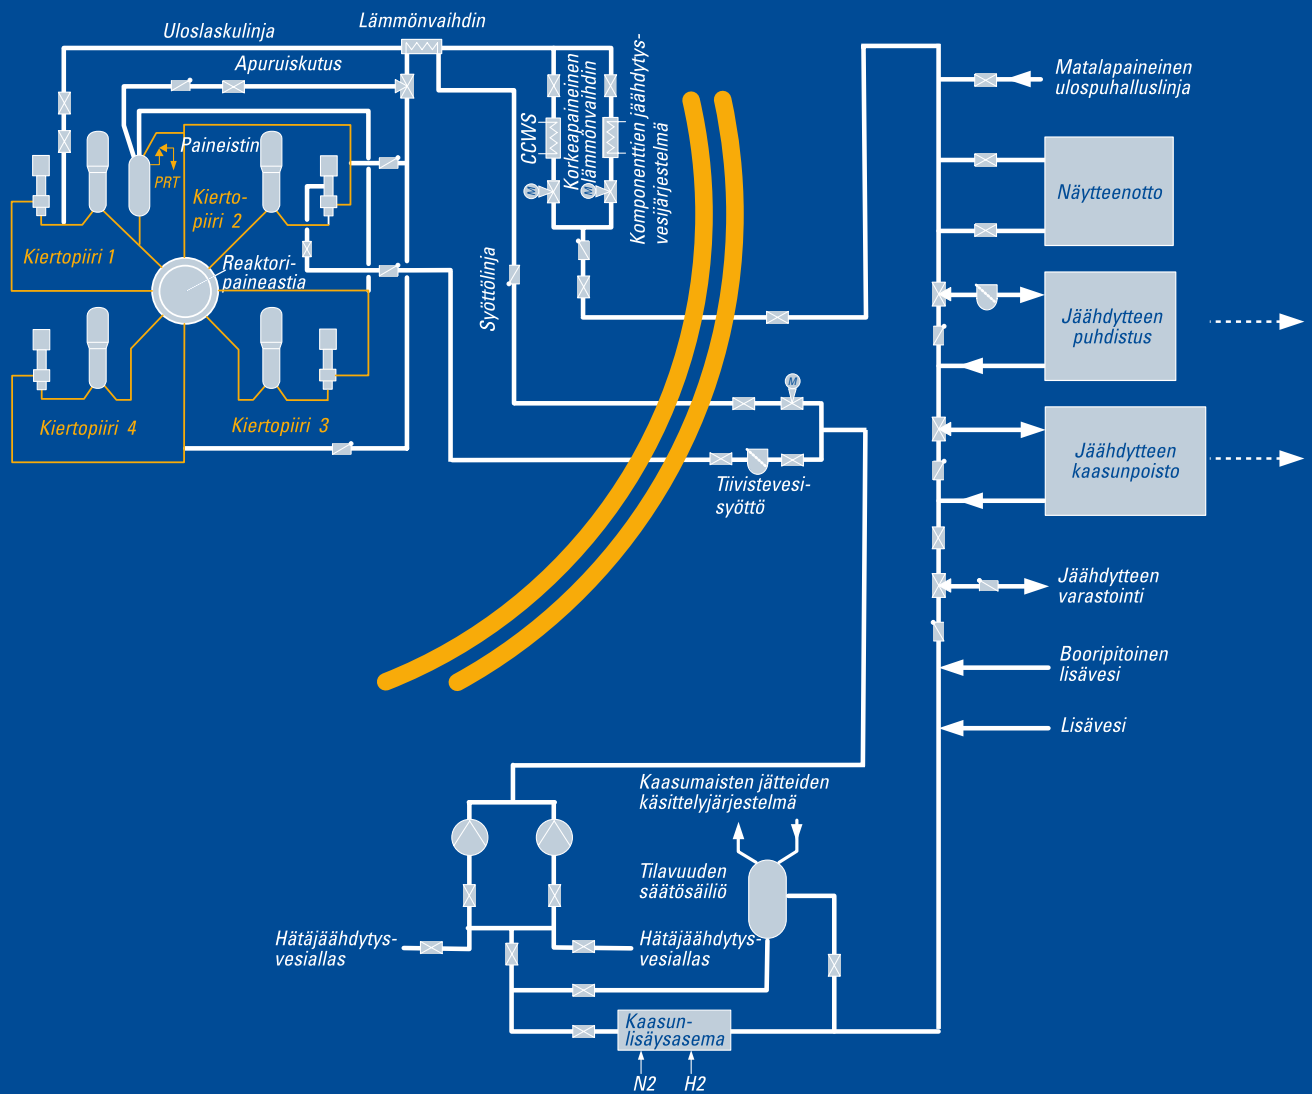 Lämmönvaihdin
Uloslaskulinja
Apuruiskutus
Paineistin
PRT
Kierto-
piiri 2
Kiertopiiri 1
Reaktori-
paineastia
Kiertopiiri 4
Kiertopiiri 3
Syöttölinja
CCWS
Korkeapaineinen
lämmönvaihdin
Komponenttien jäähdytys-
vesijärjestelmä
M
M
M
Tiivistevesi-
syöttö
Matalapaineinen
ulospuhalluslinja
Näytteenotto
Jäähdytteen
puhdistus
Jäähdytteen
kaasunpoisto
Jäähdytteen
varastointi
Booripitoinen
lisävesi
Lisävesi
Kaasumaisten jätteiden
käsittelyjärjestelmä
Tilavuuden
säätösäiliö
Hätäjäähdytys-
vesiallas
Hätäjäähdytys-
vesiallas
Kaasun-
lisäysasema
N2
H2